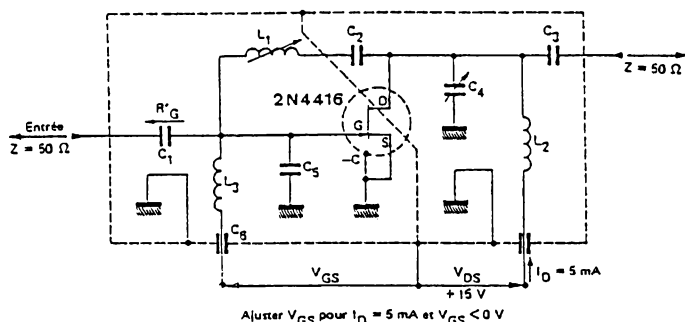 L₁
C₂
C₃
2N4416
D
C₄
R'G
G
S
Entrée
Z = 50 Ω
Z = 50 Ω
C₁
–C
L₂
L₃
C₅
C₆
VGS
VDS
+ 15 V
ID = 5 mA
Ajuster VGS pour ID = 5 mA et VGS < 0 V